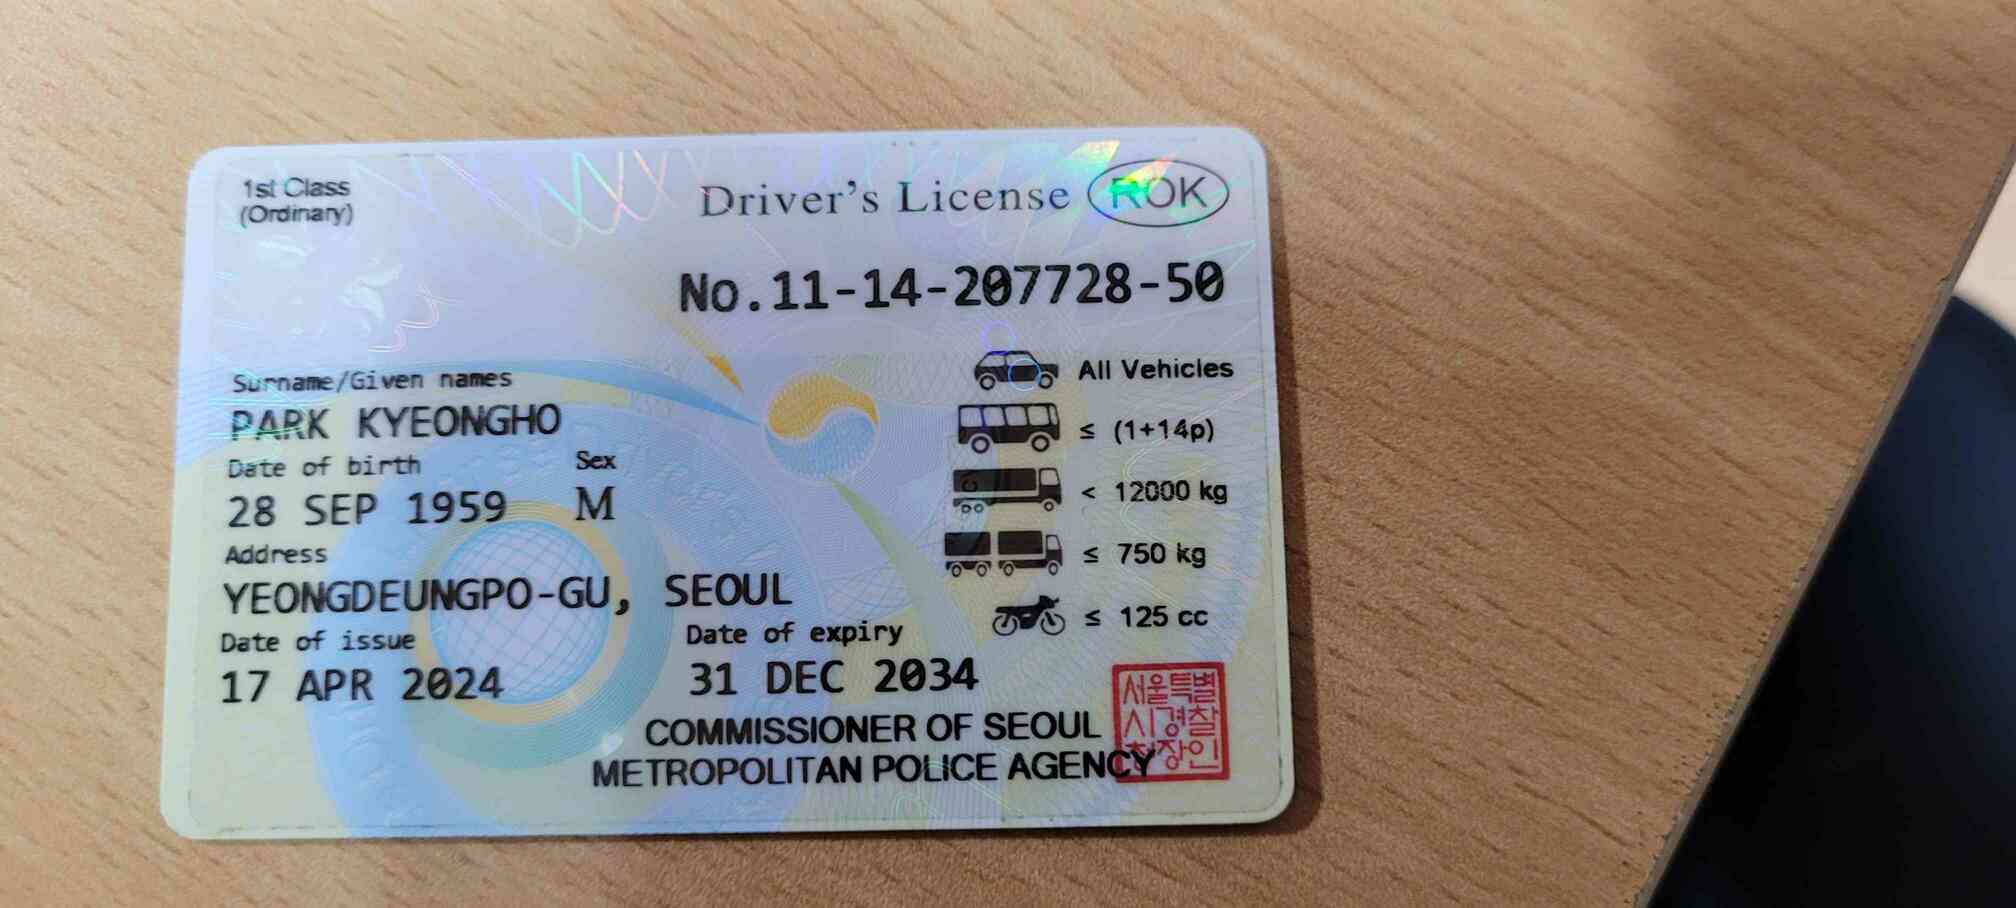 1st Class
(Ordinary)
Driver's License ROK
No.11-14-207728-50
All Vehicles
≤ (1+14p)
< 12000 kg
≤ 750 kg
≤ 125 cc
Surname/Given names
PARK KYEONGHO
Date of birth Sex
28 SEP 1959 M
Address
YEONGDEUNGPO-GU, SEOUL
Date of issue Date of expiry
17 APR 2024 31 DEC 2034
COMMISSIONER OF SEOUL
METROPOLITAN POLICE AGENCY
서울특별
시경찰
청장인